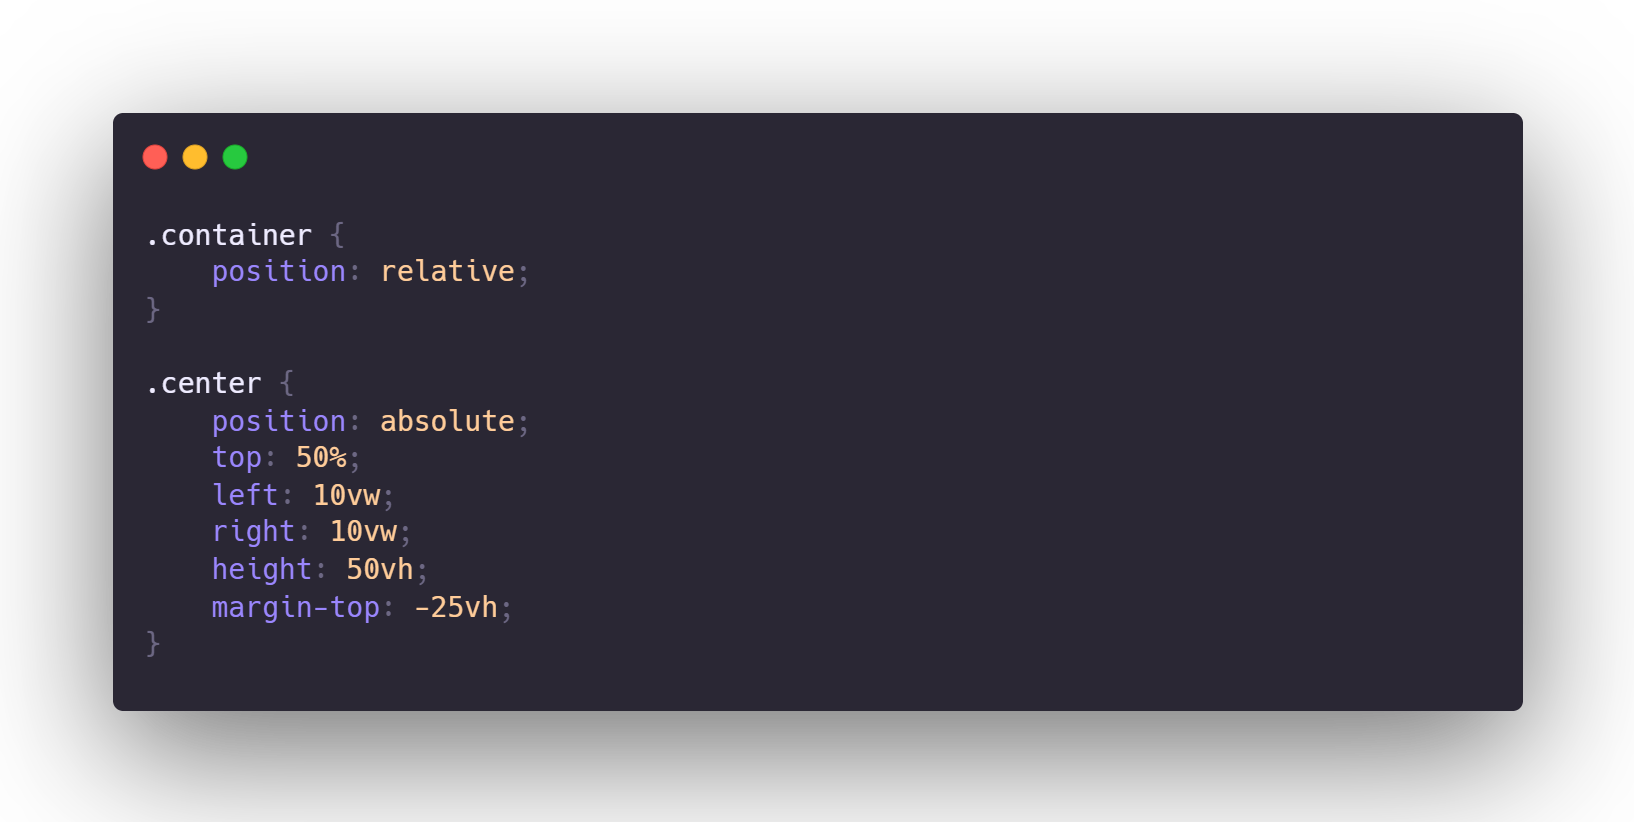 .container {
    position: relative;
}

.center {
    position: absolute;
    top: 50%;
    left: 10vw;
    right: 10vw;
    height: 50vh;
    margin-top: -25vh;
}